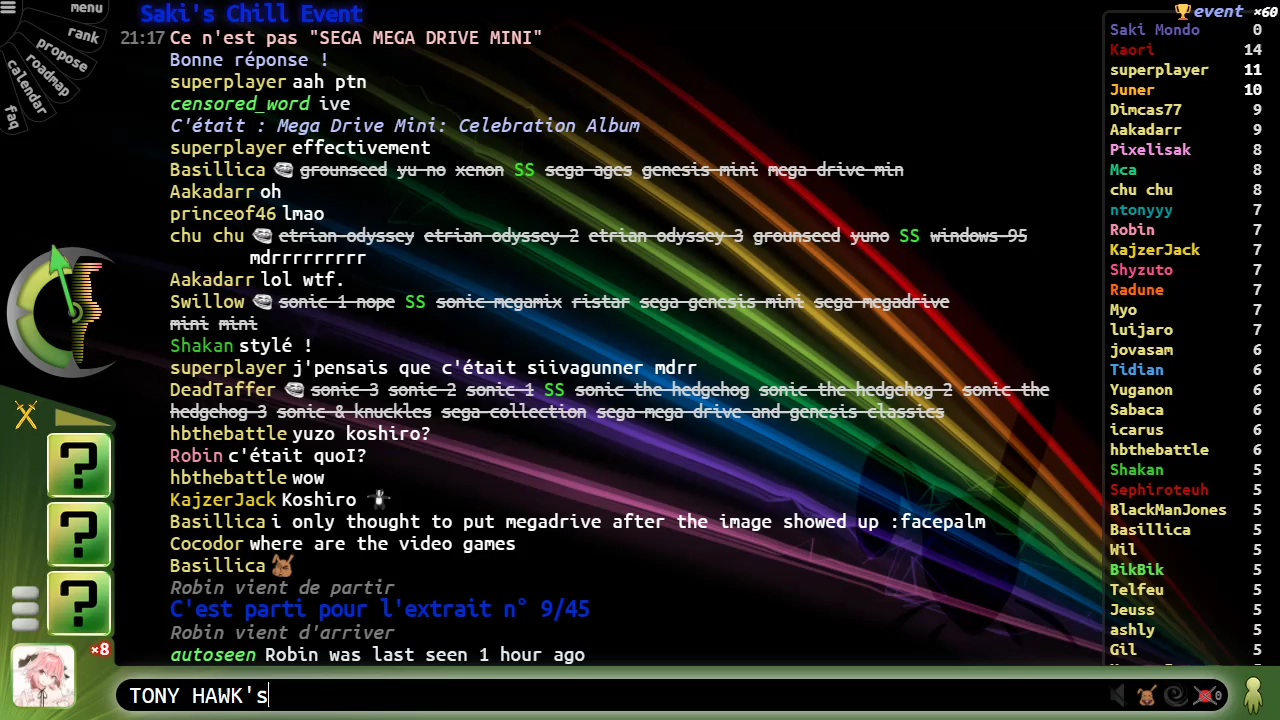 menu
rank
propose
roadmap
calendar
faq
Saki's Chill Event
21:17 Ce n'est pas "SEGA MEGA DRIVE MINI"
Bonne réponse !
superplayer aah ptn
censored_word ive
C'était : Mega Drive Mini: Celebration Album
superplayer effectivement
Basillica grounseed yu no xenon SS sega ages genesis mini mega drive min
Aakadarr oh
princeof46 lmao
chu chu etrian odyssey etrian odyssey 2 etrian odyssey 3 grounseed yuno SS windows 95
mdrrrrrrrrr
Aakadarr lol wtf.
Swillow sonic 1 nope SS sonic megamix ristar sega genesis mini sega megadrive
mini mini
Shakan stylé !
superplayer j'pensais que c'était siivagunner mdrr
DeadTaffer sonic 3 sonic 2 sonic 1 SS sonic the hedgehog sonic the hedgehog 2 sonic the
hedgehog 3 sonic & knuckles sega collection sega mega drive and genesis classics
hbthebattle yuzo koshiro?
Robin c'était quoI?
hbthebattle wow
KajzerJack Koshiro
Basillica i only thought to put megadrive after the image showed up :facepalm
Cocodor where are the video games
Basillica
Robin vient de partir
C'est parti pour l'extrait n° 9/45
Robin vient d'arriver
autoseen Robin was last seen 1 hour ago
×8
TONY HAWK's
0
event ×60
Saki Mondo 0
Kaori 14
superplayer 11
Juner 10
Dimcas77 9
Aakadarr 9
Pixelisak 8
Mca 8
chu chu 8
ntonyyy 7
Robin 7
KajzerJack 7
Shyzuto 7
Radune 7
Myo 7
luijaro 7
jovasam 6
Tidian 6
Yuganon 6
Sabaca 6
icarus 6
hbthebattle 6
Shakan 5
Sephiroteuh 5
BlackManJones 5
Basillica 5
Wil 5
BikBik 5
Telfeu 5
Jeuss 5
ashly 5
Gil 5